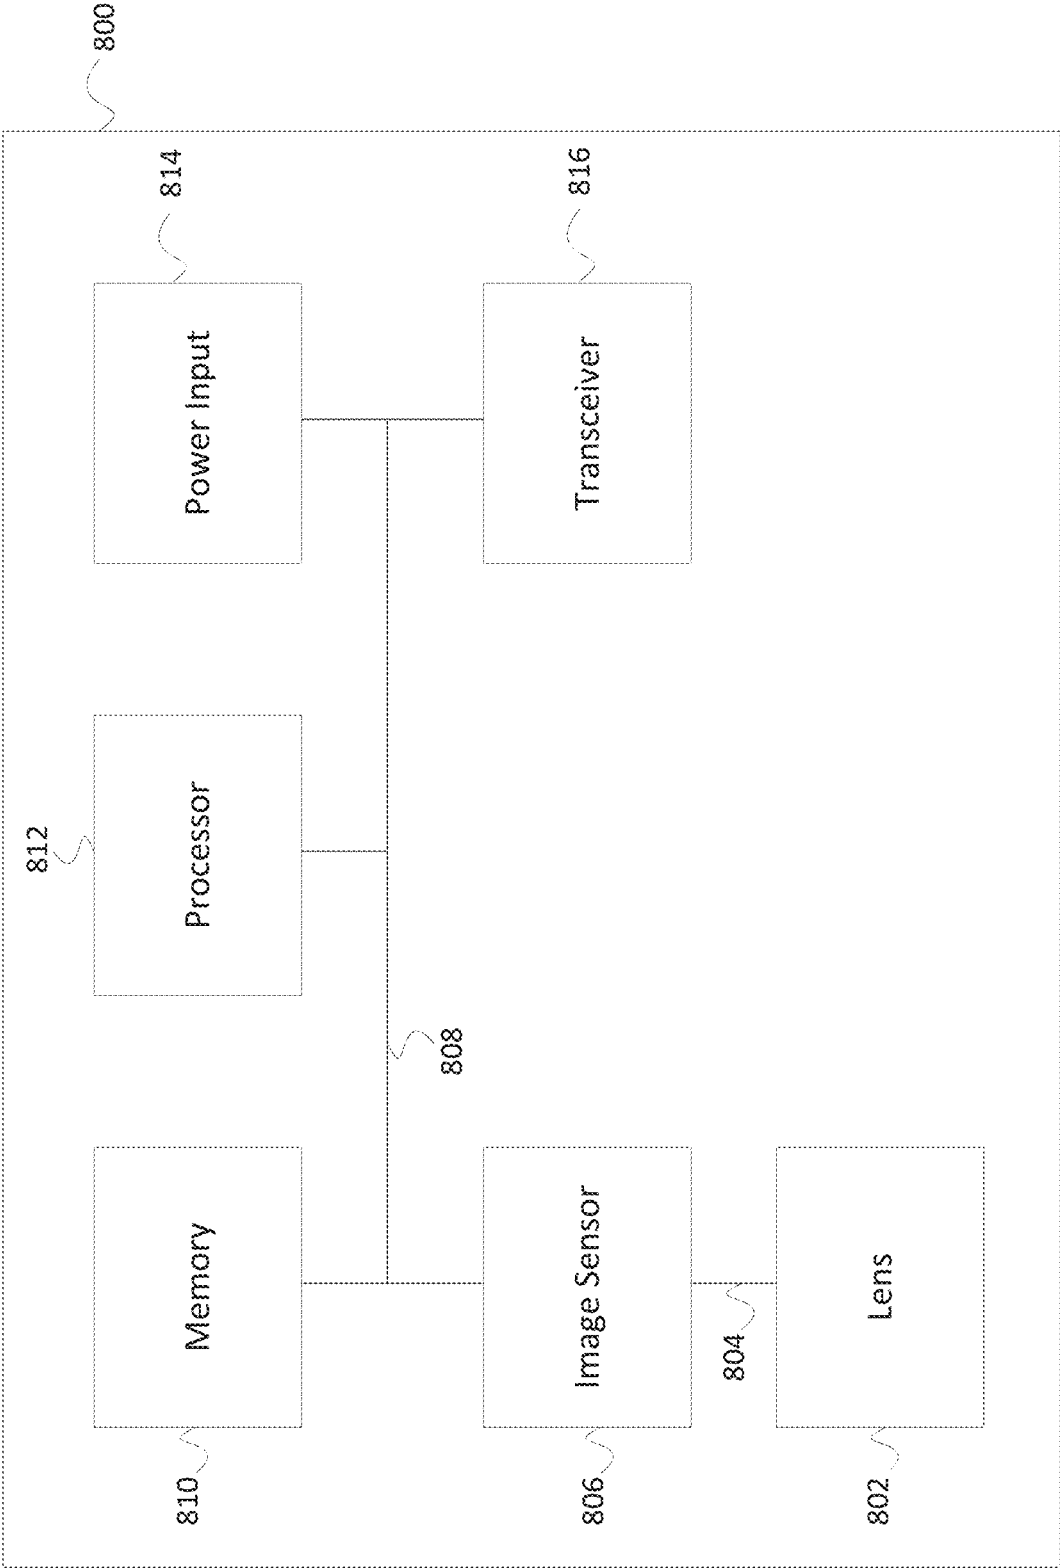 812
800
810
814
Memory
Processor
Power Input
808
806
816
Image Sensor
Transceiver
804
802
Lens